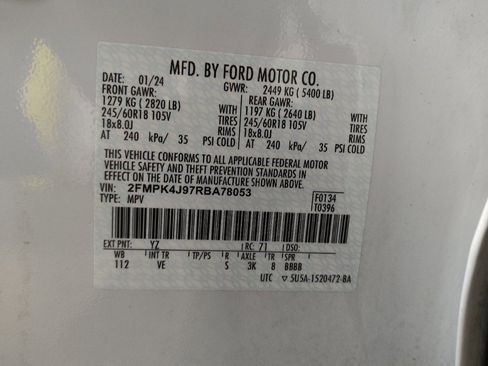 MFD. BY FORD MOTOR CO.
DATE: 01/24 GVWR: 2449 KG ( 5400 LB)
FRONT GAWR: REAR GAWR:
1279 KG ( 2820 LB) WITH 1197 KG ( 2640 LB) WITH
245/60R18 105V TIRES 245/60R18 105V TIRES
18x8.0J RIMS 18x8.0J RIMS
AT 240 kPa/ 35 PSI COLD AT 240 kPa/ 35 PSI COLD
THIS VEHICLE CONFORMS TO ALL APPLICABLE FEDERAL MOTOR
VEHICLE SAFETY AND THEFT PREVENTION STANDARDS IN
EFFECT ON THE DATE OF MANUFACTURE SHOWN ABOVE.
VIN: 2FMPK4J97RBA78053 F0134
TYPE: MPV T0396
EXT PNT: YZ RC: 71 DSO:
WB INT TR TP/PS R AXLE TR SPR
112 VE S 3K 8 BBBB
UTC ▽ 5U5A-1520472-BA